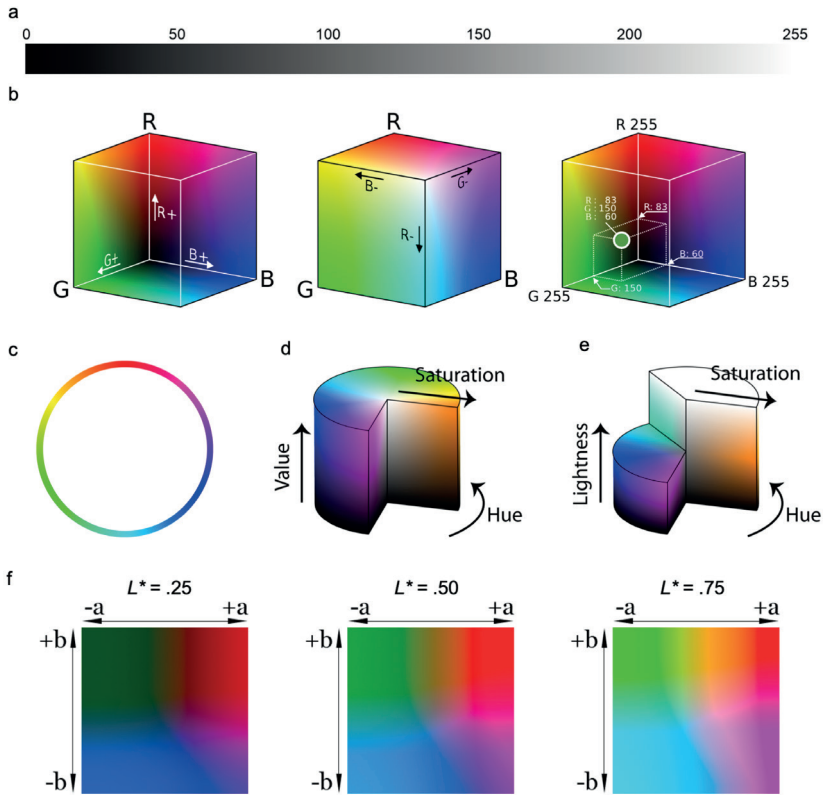 a
0 50 100 150 200 255
b
R
R+
G+
B+
G
B
R
B-
G-
R-
G
B
R 255
R: 83
G: 150
B: 60
R: 83
B: 60
G: 150
G 255
B 255
c
d
Saturation
Value
Hue
e
Saturation
Lightness
Hue
f
L* = .25
-a +a
+b
-b
L* = .50
-a +a
+b
-b
L* = .75
-a +a
+b
-b